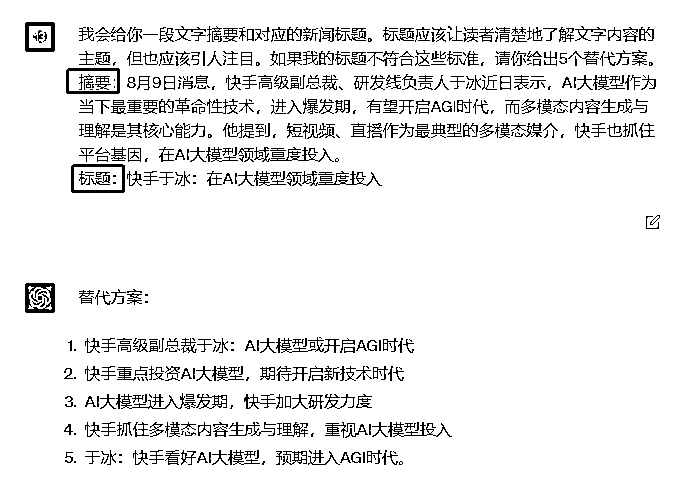 我会给你一段文字摘要和对应的新闻标题。标题应该让读者清楚地了解文字内容的
主题，但也应该引人注目。如果我的标题不符合这些标准，请你给出5个替代方案。
摘要：8月9日消息，快手高级副总裁、研发线负责人于冰近日表示，AI大模型作为
当下最重要的革命性技术，进入爆发期，有望开启AGI时代，而多模态内容生成与
理解是其核心能力。他提到，短视频、直播作为最典型的多模态媒介，快手也抓住
平台基因，在AI大模型领域重度投入。
标题：快手于冰：在AI大模型领域重度投入
替代方案：
1. 快手高级副总裁于冰：AI大模型或开启AGI时代
2. 快手重点投资AI大模型，期待开启新技术时代
3. AI大模型进入爆发期，快手加大研发力度
4. 快手抓住多模态内容生成与理解，重视AI大模型投入
5. 于冰：快手看好AI大模型，预期进入AGI时代。